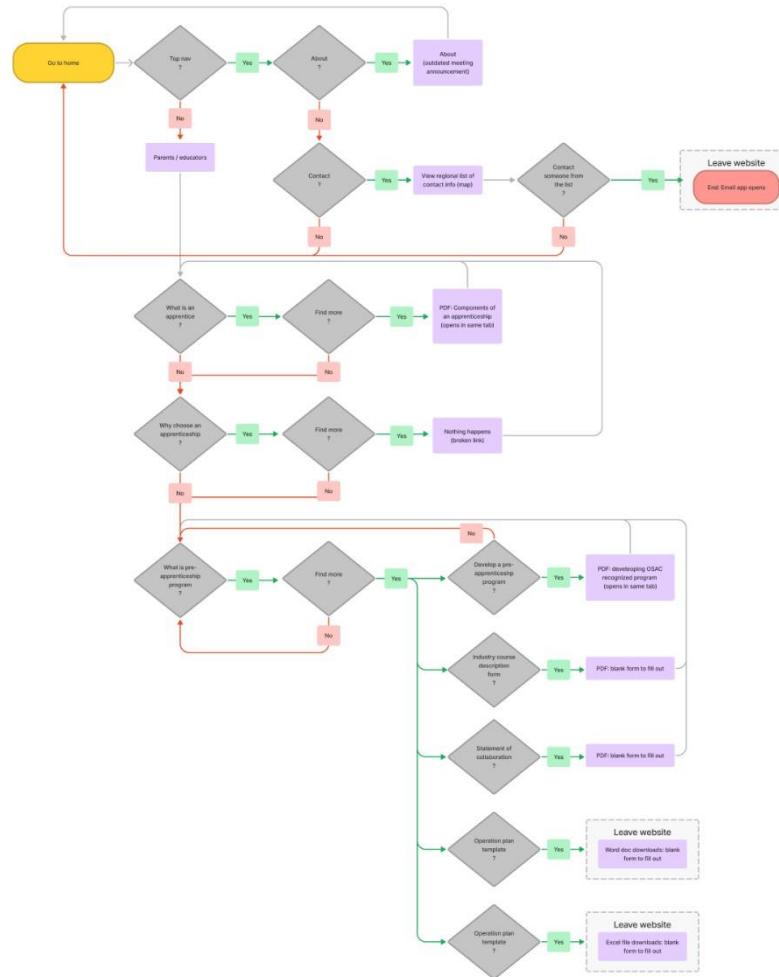 Go to home
Top nav
?
Yes
About
?
Yes
About
(outdated meeting
announcement)
No
No
Parents / educators
Contact
?
Yes
View regional list of
contact info (map)
Contact
someone from
the list
?
Yes
Leave website
End: Email app opens
No
No
What is an
apprentice
?
Yes
Find more
?
Yes
PDF: Components of
an apprenticeship
(opens in same tab)
No
No
Why choose an
apprenticeship
?
Yes
Find more
?
Yes
Nothing happens
(broken link)
No
No
No
What is pre-
apprenticeship
program
?
Yes
Find more
?
Yes
Develop a pre-
apprenticeship
program
?
Yes
PDF: develeoping OSAC
recognized program
(opens in same tab)
No
Industry course
description
form
?
Yes
PDF: blank form to fill out
Statement of
collaboration
?
Yes
PDF: blank form to fill out
Operation plan
template
?
Yes
Leave website
Word doc downloads: blank
form to fill out
Operation plan
template
?
Yes
Leave website
Excel file downloads: blank
form to fill out